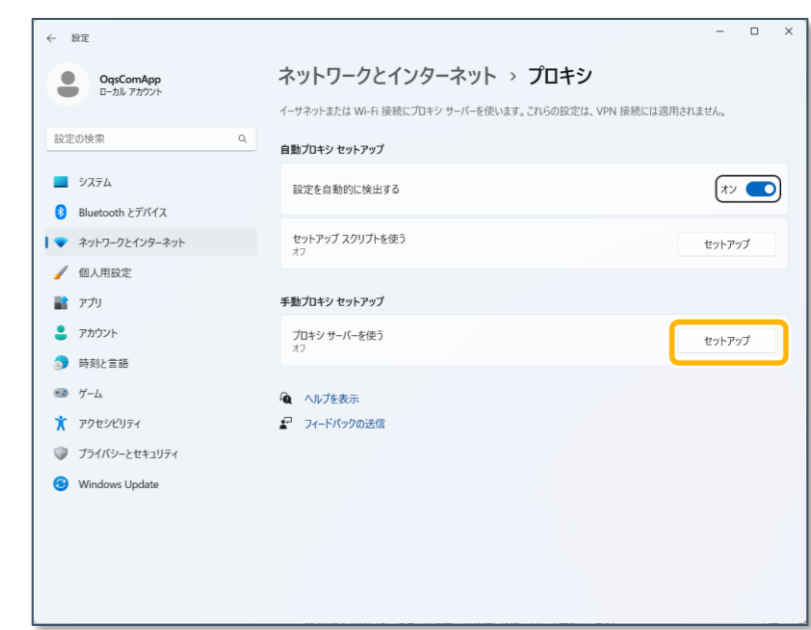 設定
OqsComApp
ローカル アカウント
設定の検索
システム
Bluetooth とデバイス
ネットワークとインターネット
個人用設定
アプリ
アカウント
時刻と言語
ゲーム
アクセシビリティ
プライバシーとセキュリティ
Windows Update
ネットワークとインターネット › プロキシ
イーサネットまたは Wi-Fi 接続にプロキシ サーバーを使います。これらの設定は、VPN 接続には適用されません。
自動プロキシ セットアップ
設定を自動的に検出する
オン
セットアップ スクリプトを使う
オフ
セットアップ
手動プロキシ セットアップ
プロキシ サーバーを使う
オフ
セットアップ
ヘルプを表示
フィードバックの送信